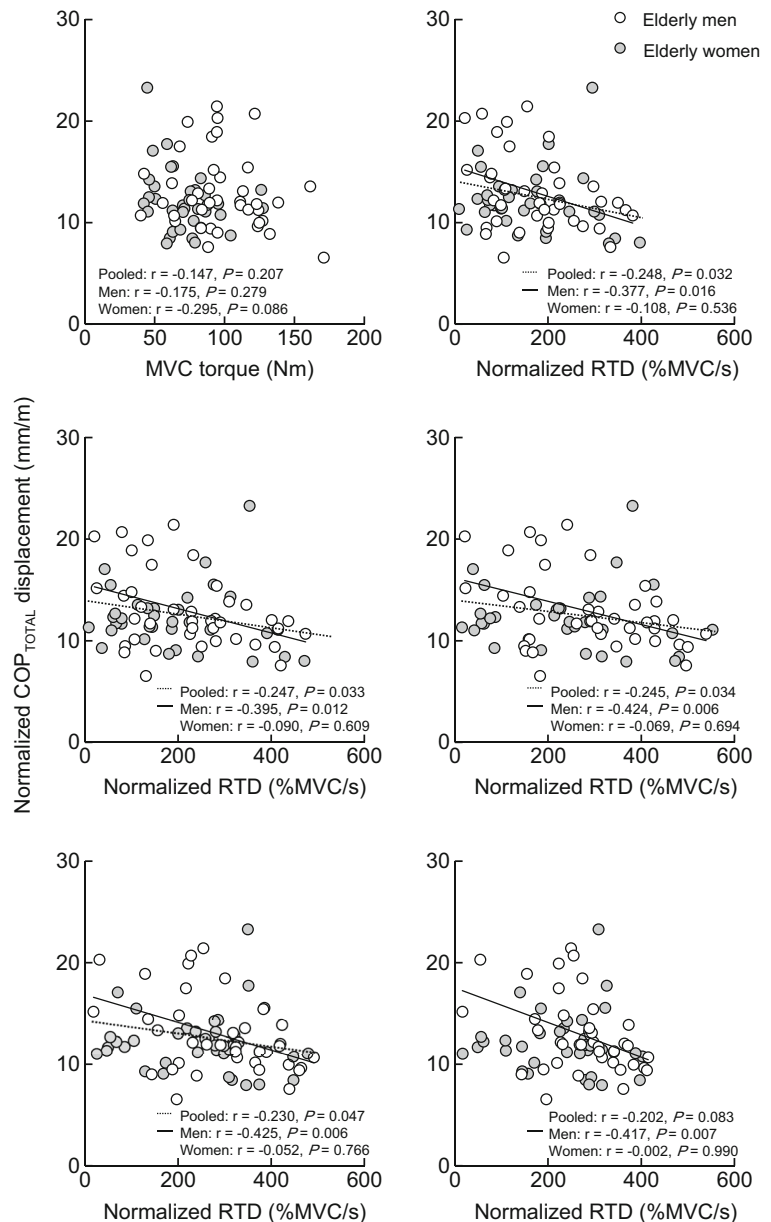 Elderly men
Elderly women
30
20
10
0
Pooled: r = -0.147, P = 0.207
Men: r = -0.175, P = 0.279
Women: r = -0.295, P = 0.086
0 50 100 150 200
MVC torque (Nm)
30
20
10
0
Pooled: r = -0.248, P = 0.032
Men: r = -0.377, P = 0.016
Women: r = -0.108, P = 0.536
0 200 400 600
Normalized RTD (%MVC/s)
Normalized COPTOTAL displacement (mm/m)
30
20
10
0
Pooled: r = -0.247, P = 0.033
Men: r = -0.395, P = 0.012
Women: r = -0.090, P = 0.609
0 200 400 600
Normalized RTD (%MVC/s)
30
20
10
0
Pooled: r = -0.245, P = 0.034
Men: r = -0.424, P = 0.006
Women: r = -0.069, P = 0.694
0 200 400 600
Normalized RTD (%MVC/s)
30
20
10
0
Pooled: r = -0.230, P = 0.047
Men: r = -0.425, P = 0.006
Women: r = -0.052, P = 0.766
0 200 400 600
Normalized RTD (%MVC/s)
30
20
10
0
Pooled: r = -0.202, P = 0.083
Men: r = -0.417, P = 0.007
Women: r = -0.002, P = 0.990
0 200 400 600
Normalized RTD (%MVC/s)